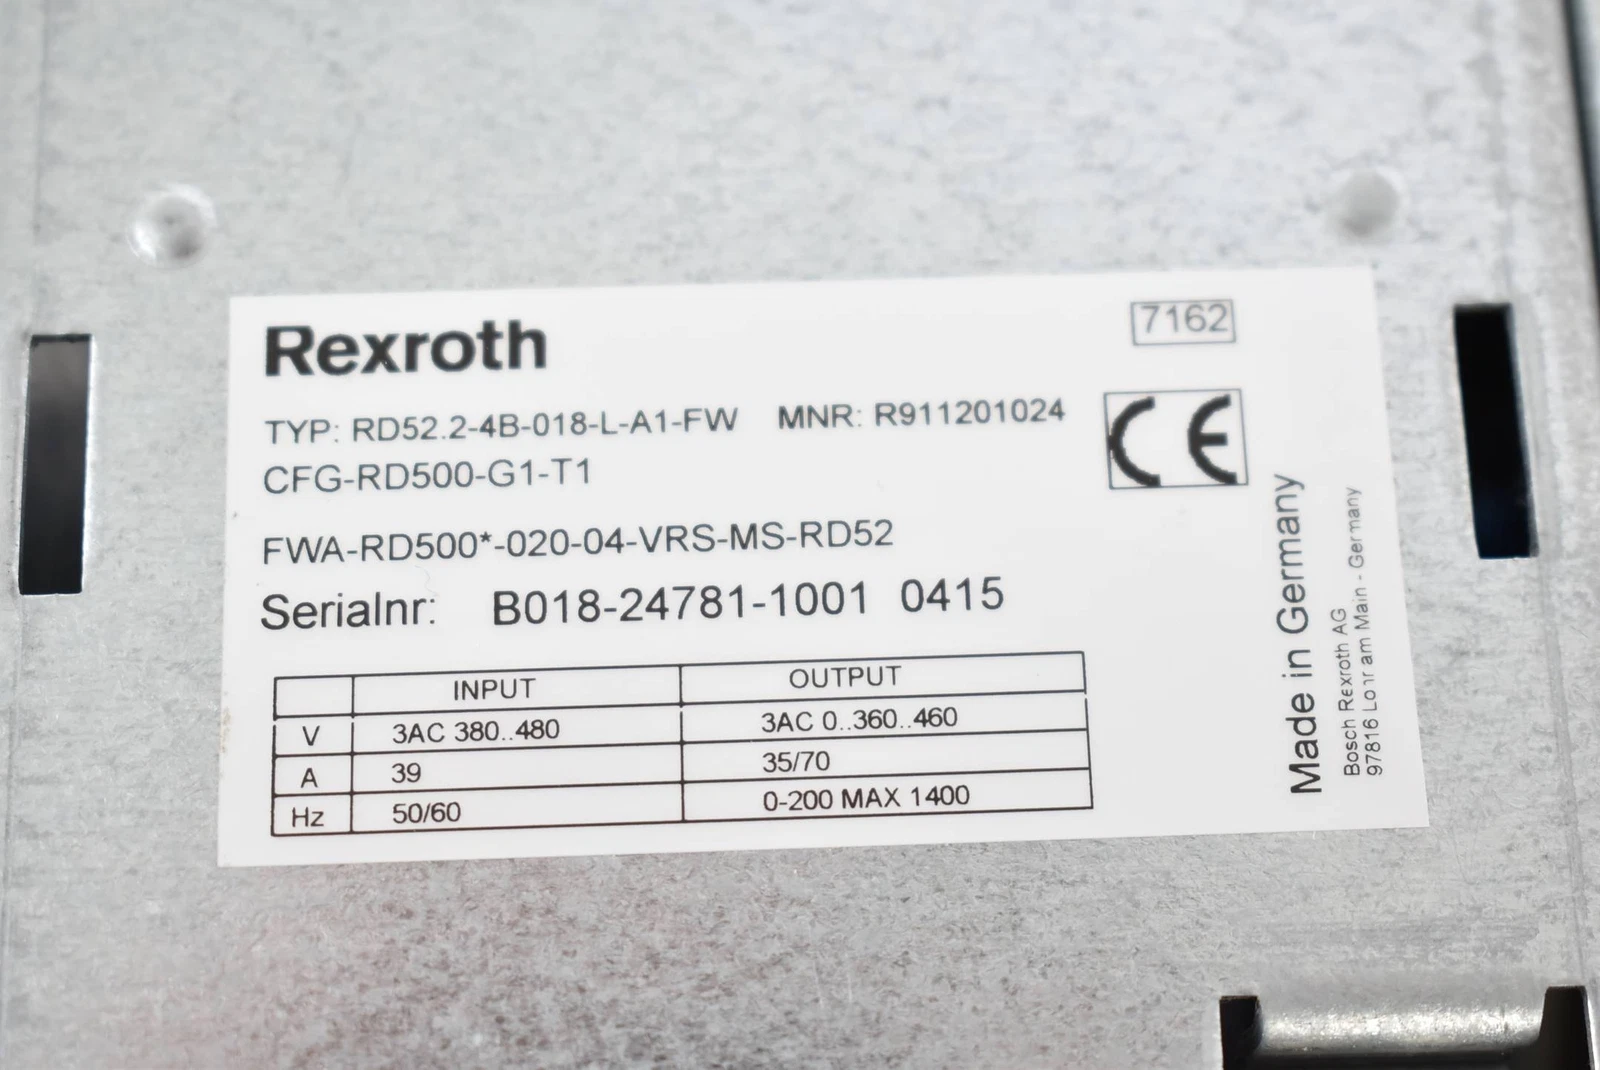 Rexroth
7162
TYP: RD52.2-4B-018-L-A1-FW MNR: R911201024
CE
CFG-RD500-G1-T1
FWA-RD500*-020-04-VRS-MS-RD52
Serialnr: B018-24781-1001 0415
INPUT OUTPUT
V 3AC 380..480 3AC 0..360..460
A 39 35/70
Hz 50/60 0-200 MAX 1400
Made in Germany
Bosch Rexroth AG
97816 Lohr am Main - Germany